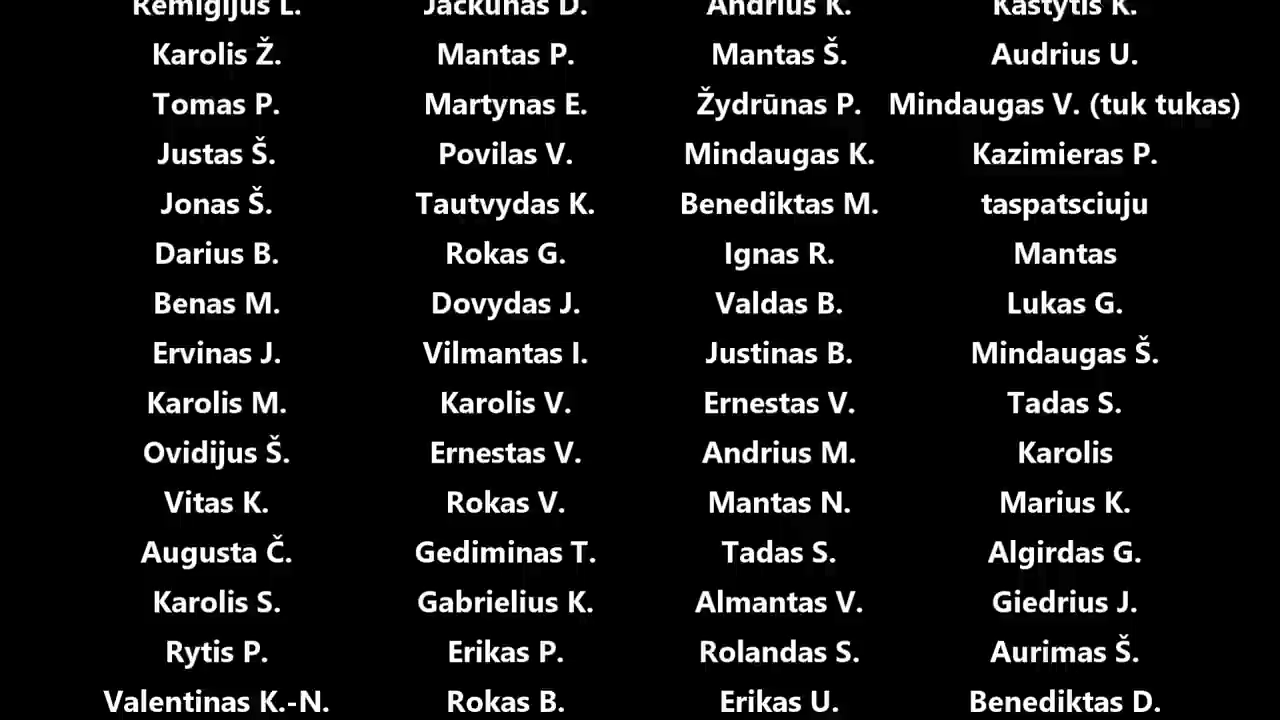 Remigijus L. Jackūnas D. Andrius K. Kastytis K.
Karolis Ž. Mantas P. Mantas Š. Audrius U.
Tomas P. Martynas E. Žydrūnas P. Mindaugas V. (tuk tukas)
Justas Š. Povilas V. Mindaugas K. Kazimieras P.
Jonas Š. Tautvydas K. Benediktas M. taspatsciuju
Darius B. Rokas G. Ignas R. Mantas
Benas M. Dovydas J. Valdas B. Lukas G.
Ervinas J. Vilmantas I. Justinas B. Mindaugas Š.
Karolis M. Karolis V. Ernestas V. Tadas S.
Ovidijus Š. Ernestas V. Andrius M. Karolis
Vitas K. Rokas V. Mantas N. Marius K.
Augusta Č. Gediminas T. Tadas S. Algirdas G.
Karolis S. Gabrielius K. Almantas V. Giedrius J.
Rytis P. Erikas P. Rolandas S. Aurimas Š.
Valentinas K.-N. Rokas B. Erikas U. Benediktas D.